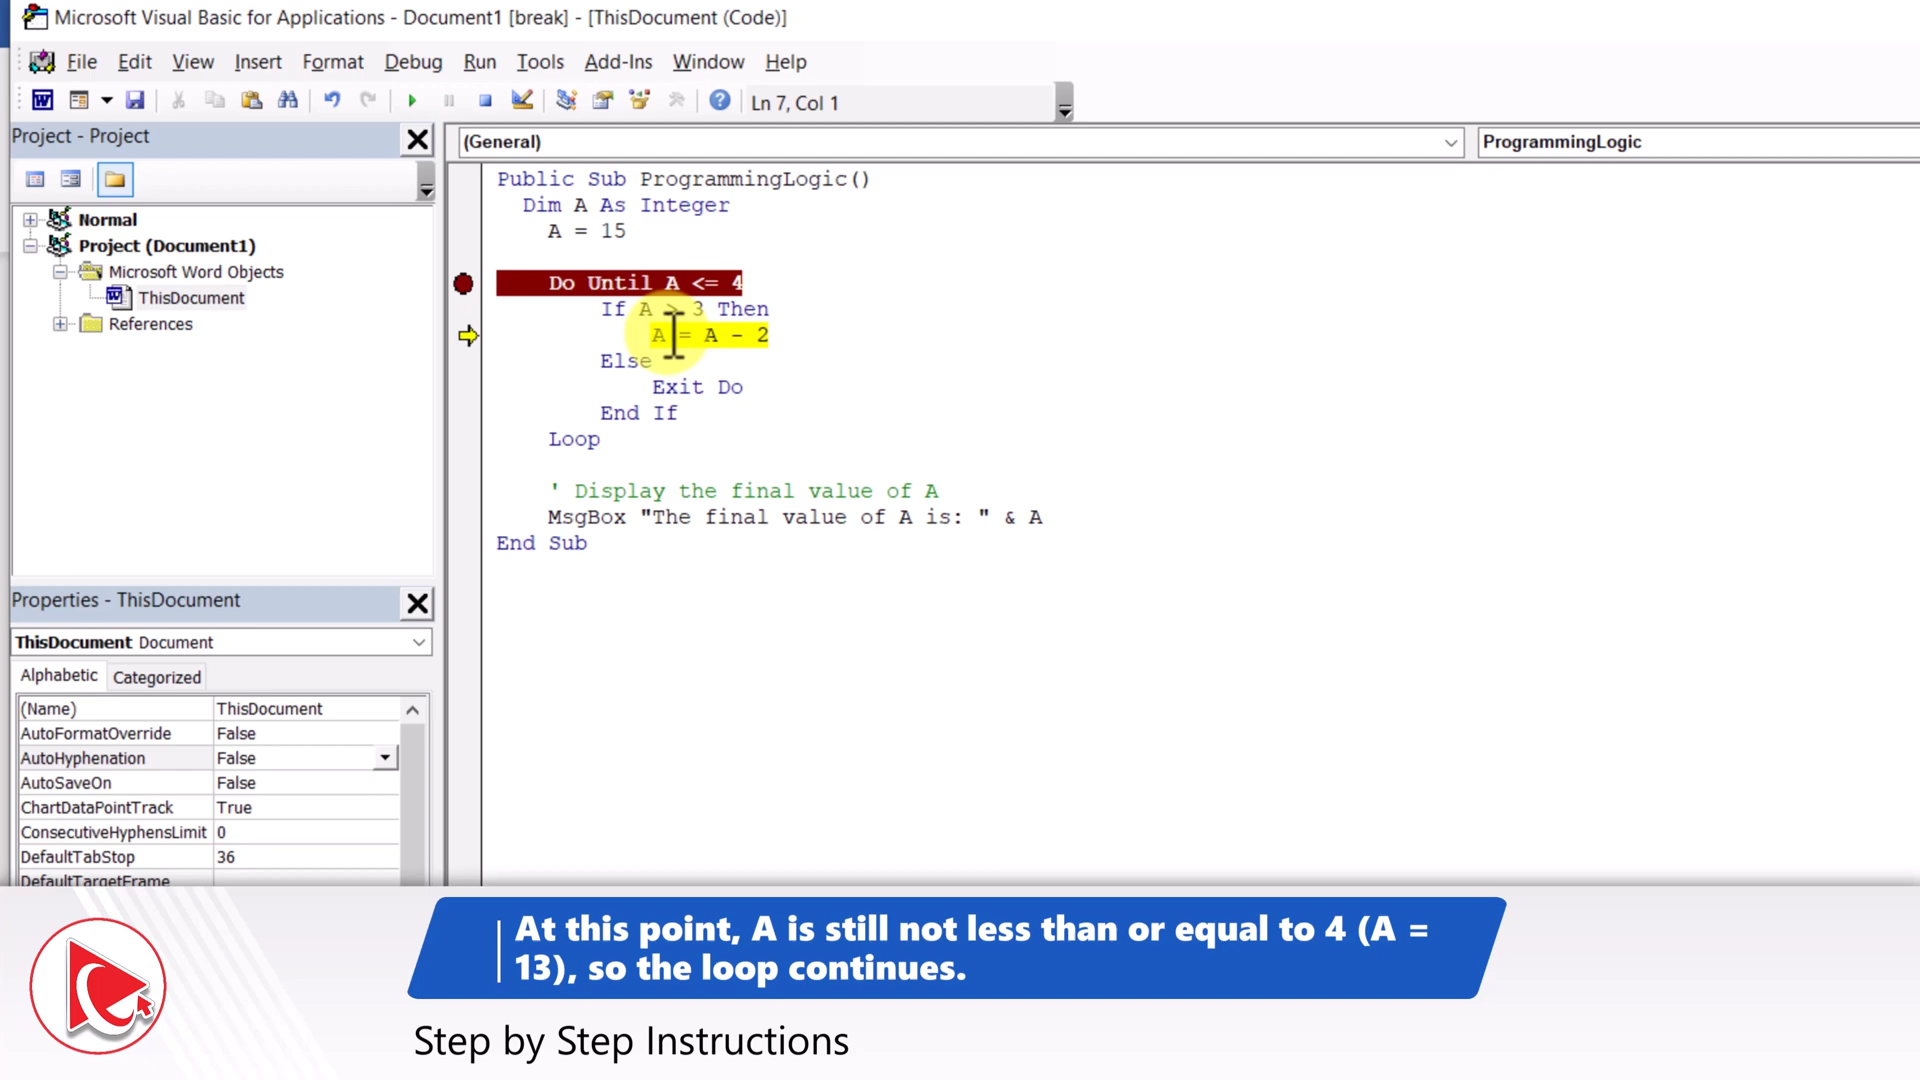 Microsoft Visual Basic for Applications - Document1 [break] - [ThisDocument (Code)]
File Edit View Insert Format Debug Run Tools Add-Ins Window Help
Ln 7, Col 1
Project - Project
(General)
ProgrammingLogic
Normal
Project (Document1)
Microsoft Word Objects
ThisDocument
References
Public Sub ProgrammingLogic()
Dim A As Integer
A = 15
Do Until A <= 4
If A > 3 Then
A = A - 2
Else
Exit Do
End If
Loop
' Display the final value of A
MsgBox "The final value of A is: " & A
End Sub
Properties - ThisDocument
ThisDocument Document
Alphabetic Categorized
(Name) ThisDocument
AutoFormatOverride False
AutoHyphenation False
AutoSaveOn False
ChartDataPointTrack True
ConsecutiveHyphensLimit 0
DefaultTabStop 36
DefaultTargetFrame
At this point, A is still not less than or equal to 4 (A =
13), so the loop continues.
Step by Step Instructions